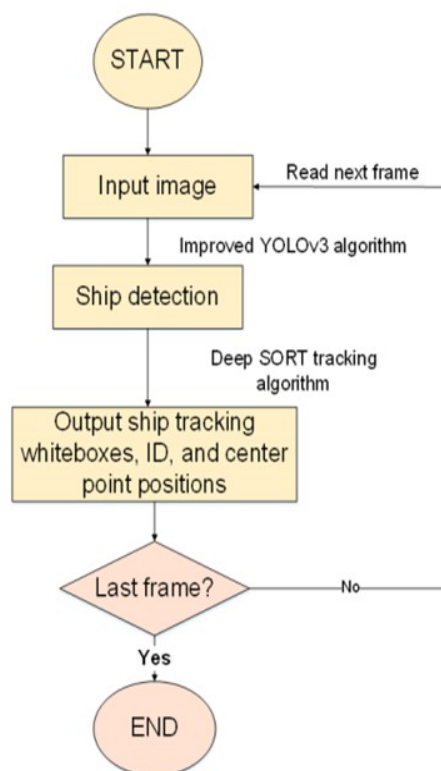 START
Input image
Read next frame
Improved YOLOv3 algorithm
Ship detection
Deep SORT tracking
algorithm
Output ship tracking
whiteboxes, ID, and center
point positions
Last frame?
No
Yes
END